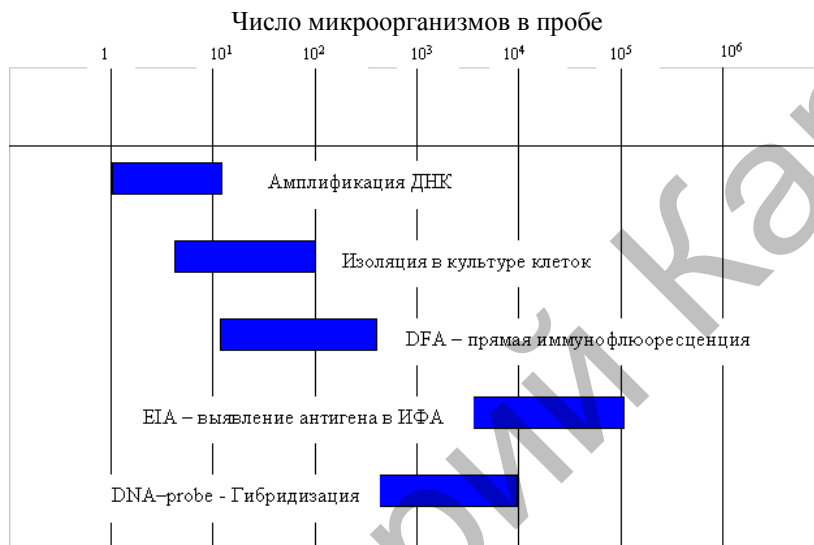 Число микроорганизмов в пробе
1 10¹ 10² 10³ 10⁴ 10⁵ 10⁶
Амплификация ДНК
Изоляция в культуре клеток
DFA – прямая иммунофлюоресценция
EIA – выявление антигена в ИФА
DNA–probe - Гибридизация